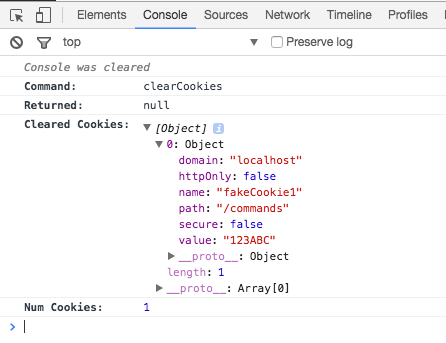 Elements Console Sources Network Timeline Profiles
top Preserve log
Console was cleared
Command: clearCookies
Returned: null
Cleared Cookies: [Object] i
0: Object
domain: "localhost"
httpOnly: false
name: "fakeCookie1"
path: "/commands"
secure: false
value: "123ABC"
__proto__: Object
length: 1
__proto__: Array[0]
Num Cookies: 1